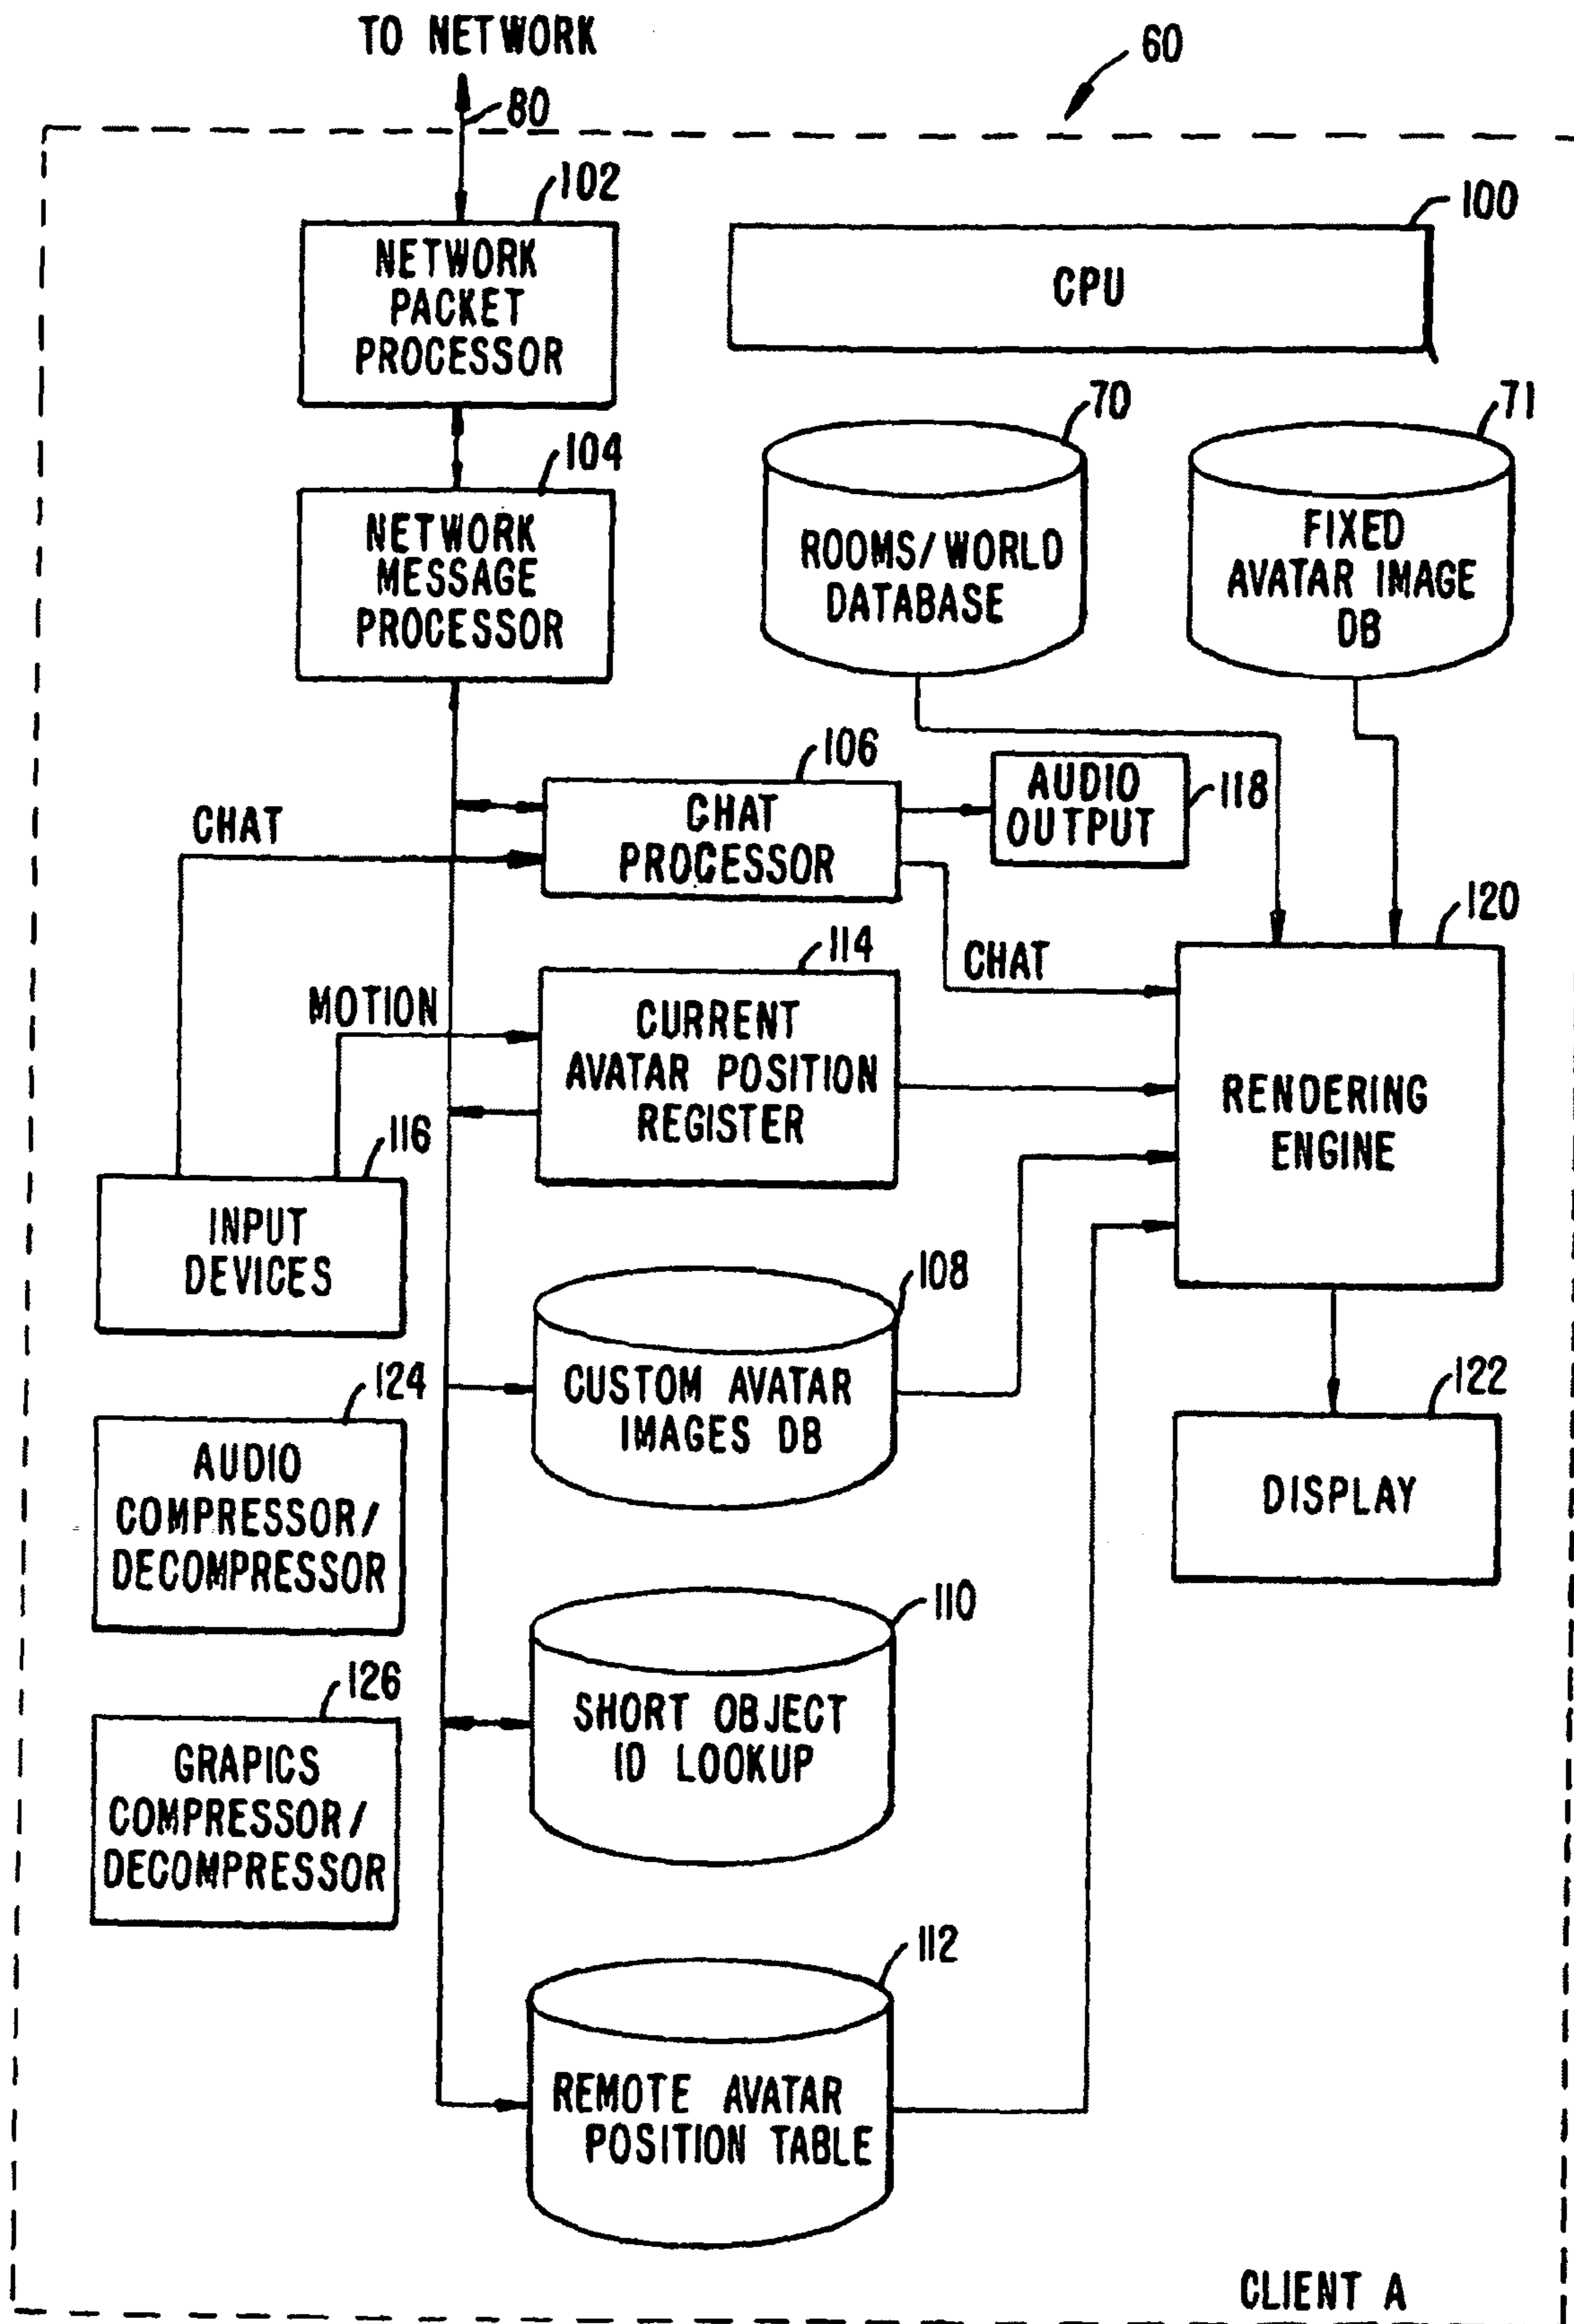 TO NETWORK
60
80
102
NETWORK
PACKET
PROCESSOR
100
CPU
104
NETWORK
MESSAGE
PROCESSOR
70
ROOMS/WORLD
DATABASE
71
FIXED
AVATAR IMAGE
DB
106
CHAT
PROCESSOR
AUDIO
OUTPUT
118
CHAT
120
114
CHAT
MOTION
CURRENT
AVATAR POSITION
REGISTER
RENDERING
ENGINE
116
INPUT
DEVICES
108
CUSTOM AVATAR
IMAGES DB
122
DISPLAY
124
AUDIO
COMPRESSOR/
DECOMPRESSOR
110
SHORT OBJECT
ID LOOKUP
126
GRAPICS
COMPRESSOR/
DECOMPRESSOR
112
REMOTE AVATAR
POSITION TABLE
CLIENT A